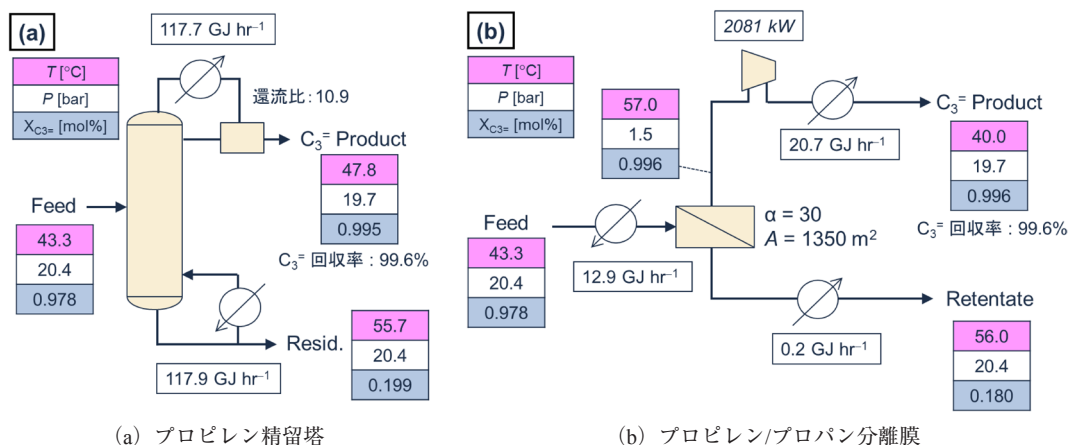 (a)
117.7 GJ hr⁻¹
T [°C]
P [bar]
X_C3= [mol%]
還流比: 10.9
C₃⁼ Product
47.8
19.7
0.995
C₃⁼ 回収率 : 99.6%
Feed
43.3
20.4
0.978
Resid.
55.7
20.4
0.199
117.9 GJ hr⁻¹
(a) プロピレン精留塔
(b)
2081 kW
T [°C]
P [bar]
X_C3= [mol%]
57.0
1.5
0.996
20.7 GJ hr⁻¹
C₃⁼ Product
40.0
19.7
0.996
C₃⁼ 回収率 : 99.6%
Feed
43.3
20.4
0.978
12.9 GJ hr⁻¹
α = 30
A = 1350 m²
0.2 GJ hr⁻¹
Retentate
56.0
20.4
0.180
(b) プロピレン/プロパン分離膜